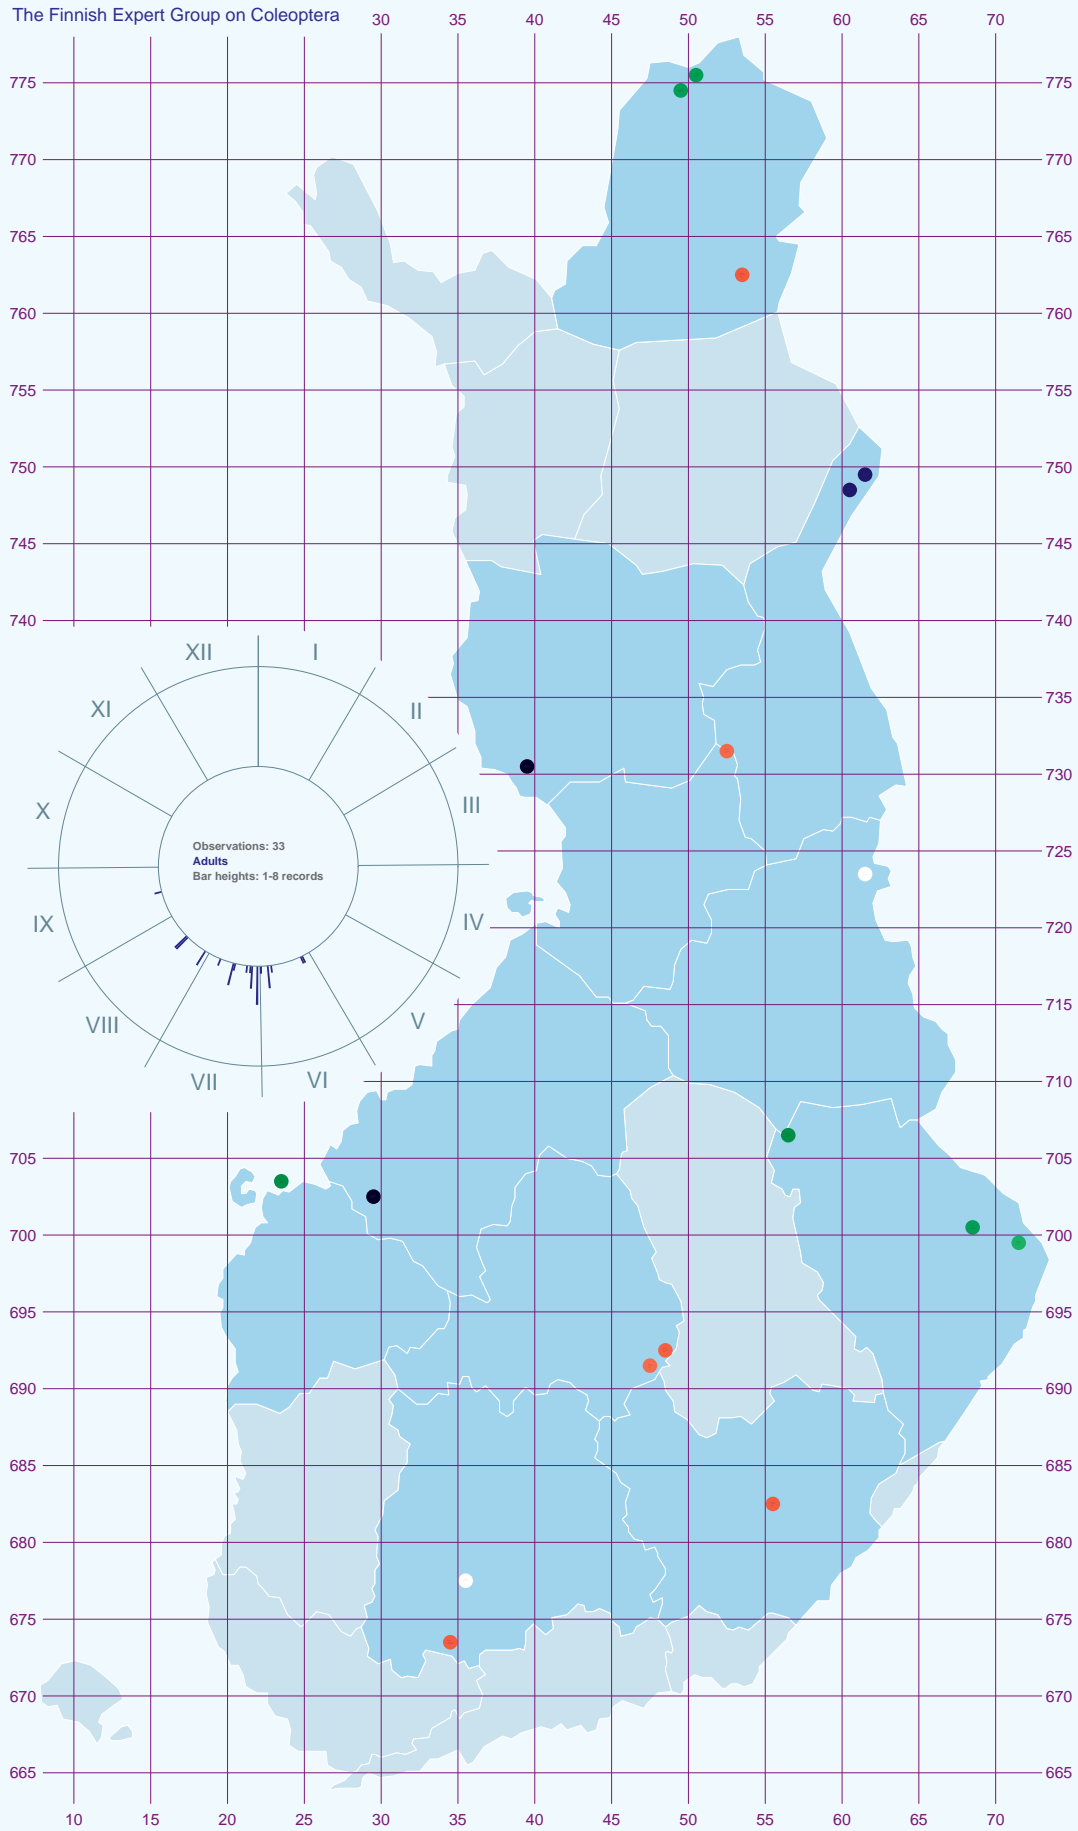 The Finnish Expert Group on Coleoptera
30 35 40 45 50 55 60 65 70
775 775
770 770
765 765
760 760
755 755
750 750
745 745
740 740
XII I
XI II
735
X III
730
Observations: 33
Adults
Bar heights: 1-8 records
725
IX IV
720
VIII V
715
VII VI
710
705 705
700 700
695 695
690 690
685 685
680 680
675 675
670 670
665 665
10 15 20 25 30 35 40 45 50 55 60 65 70